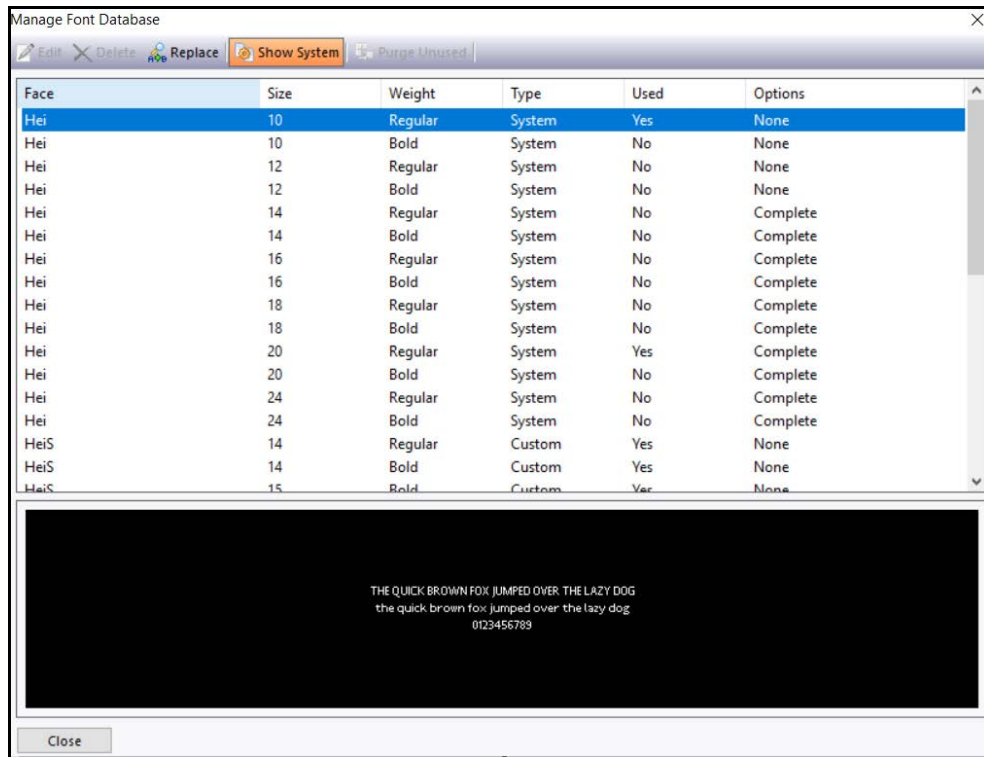 Manage Font Database
Edit Delete Replace Show System Purge Unused
Face Size Weight Type Used Options
Hei 10 Regular System Yes None
Hei 10 Bold System No None
Hei 12 Regular System No None
Hei 12 Bold System No None
Hei 14 Regular System No Complete
Hei 14 Bold System No Complete
Hei 16 Regular System No Complete
Hei 16 Bold System No Complete
Hei 18 Regular System No Complete
Hei 18 Bold System No Complete
Hei 20 Regular System Yes Complete
Hei 20 Bold System No Complete
Hei 24 Regular System No Complete
Hei 24 Bold System No Complete
HeiS 14 Regular Custom Yes None
HeiS 14 Bold Custom Yes None
HeiS 15 Bold Custom Yes None
THE QUICK BROWN FOX JUMPED OVER THE LAZY DOG
the quick brown fox jumped over the lazy dog
0123456789
Close